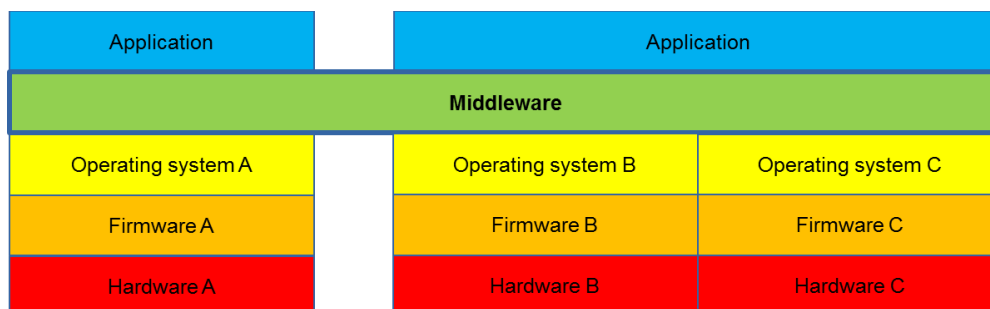 Application
Application
Middleware
Operating system A
Operating system B
Operating system C
Firmware A
Firmware B
Firmware C
Hardware A
Hardware B
Hardware C